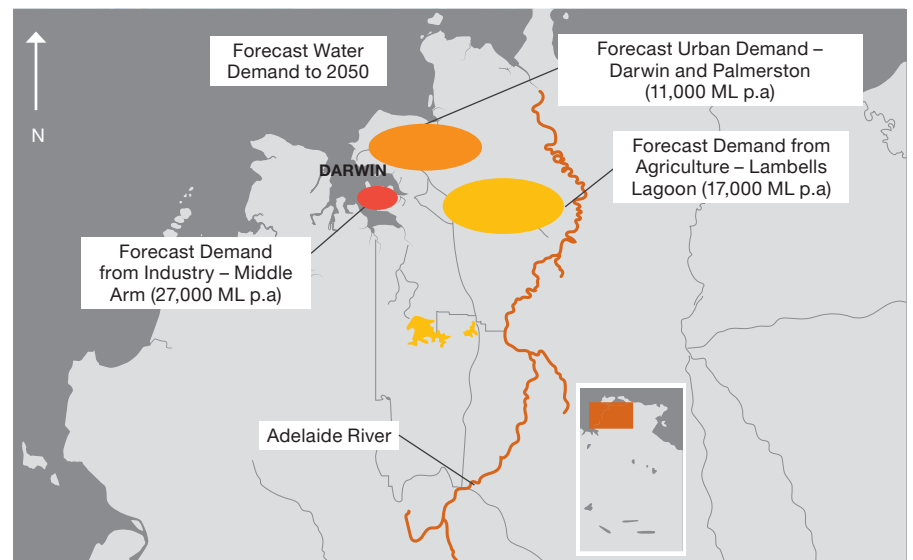 Forecast Water
Demand to 2050
Forecast Urban Demand –
Darwin and Palmerston
(11,000 ML p.a)
N
Forecast Demand from
Agriculture – Lambells
Lagoon (17,000 ML p.a)
DARWIN
Forecast Demand
from Industry – Middle
Arm (27,000 ML p.a)
Adelaide River